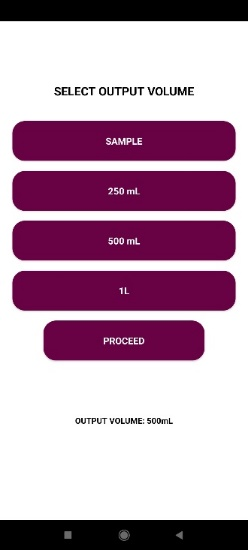 SELECT OUTPUT VOLUME
SAMPLE
250 mL
500 mL
1L
PROCEED
OUTPUT VOLUME: 500mL